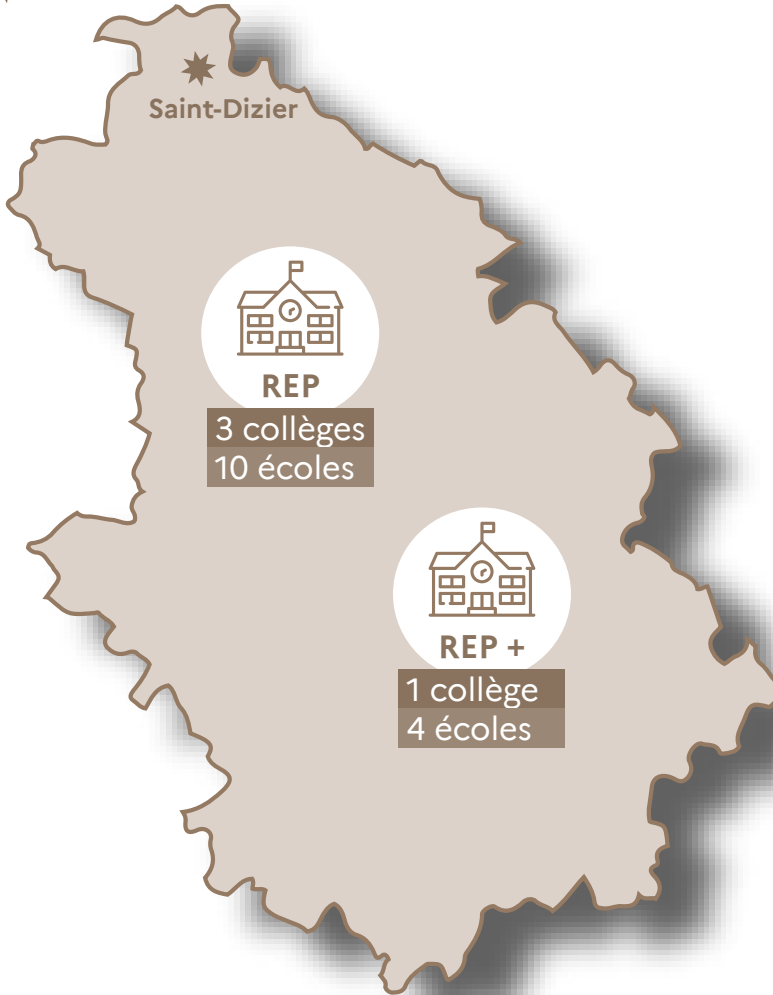 Saint-Dizier
REP
3 collèges
10 écoles
REP +
1 collège
4 écoles